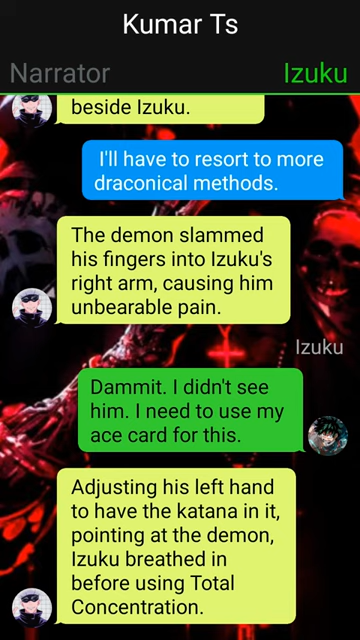 Kumar Ts
Narrator
Izuku
beside Izuku.
I'll have to resort to more
draconical methods.
The demon slammed
his fingers into Izuku's
right arm, causing him
unbearable pain.
Izuku
Dammit. I didn't see
him. I need to use my
ace card for this.
Adjusting his left hand
to have the katana in it,
pointing at the demon,
Izuku breathed in
before using Total
Concentration.